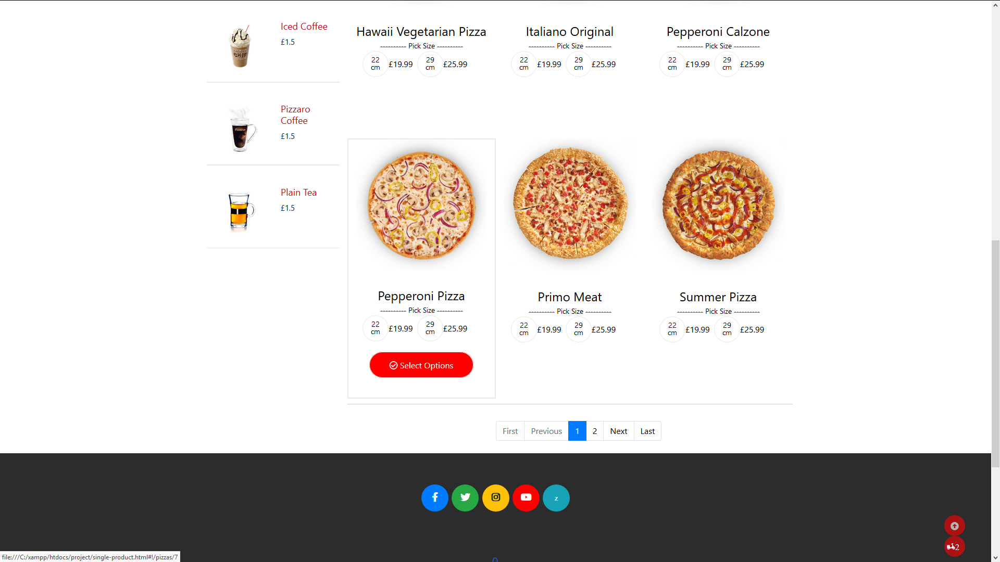 Iced Coffee
£1.5
Pizzaro
Coffee
£1.5
Plain Tea
£1.5
Hawaii Vegetarian Pizza
---------- Pick Size ----------
22 cm £19.99 29 cm £25.99
Italiano Original
---------- Pick Size ----------
22 cm £19.99 29 cm £25.99
Pepperoni Calzone
---------- Pick Size ----------
22 cm £19.99 29 cm £25.99
Pepperoni Pizza
---------- Pick Size ----------
22 cm £19.99 29 cm £25.99
Select Options
Primo Meat
---------- Pick Size ----------
22 cm £19.99 29 cm £25.99
Summer Pizza
---------- Pick Size ----------
22 cm £19.99 29 cm £25.99
First Previous 1 2 Next Last
z
2
file:///C:/xampp/htdocs/project/single-product.html#!/pizzas/7